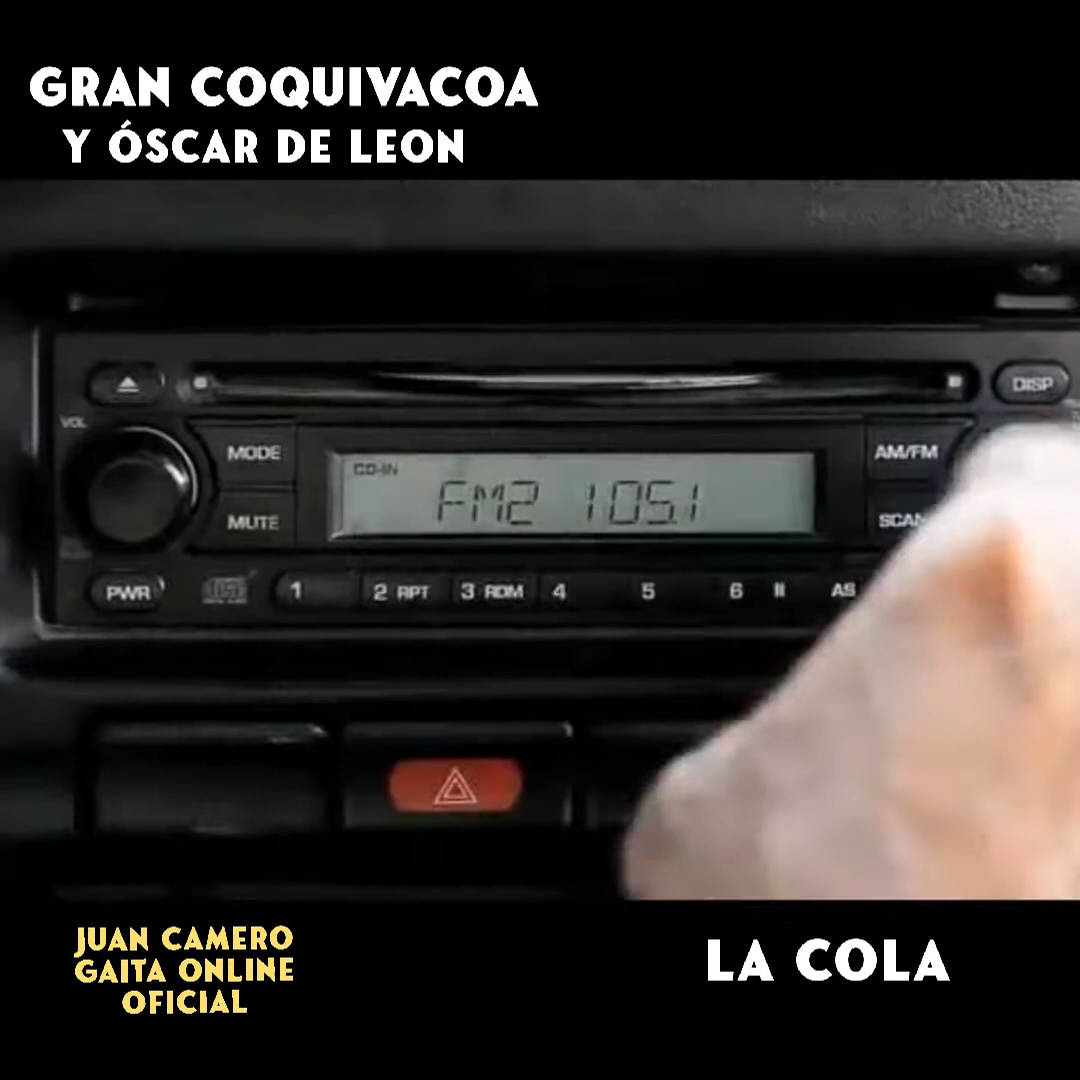 GRAN COQUIVACOA
Y ÓSCAR DE LEON
DISP
VOL
MODE
AM/FM
CD-IN
FM2 105.1
MUTE
SCAN
PWR
1
2 RPT
3 RDM
4
5
6 II
AS
JUAN CAMERO
GAITA ONLINE
OFICIAL
LA COLA